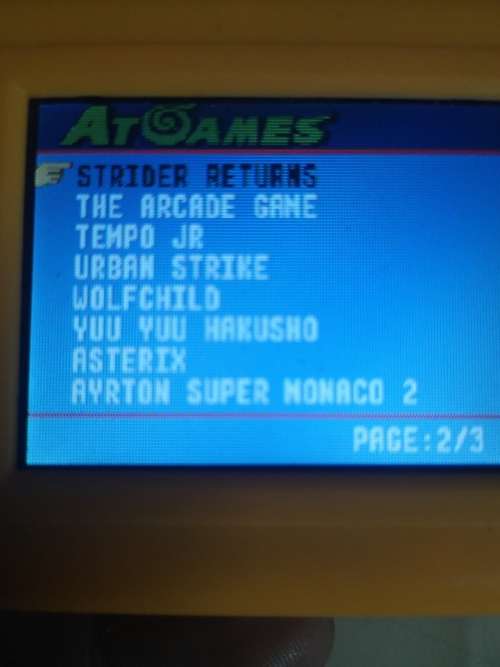 ATGAMES
STRIDER RETURNS
THE ARCADE GAME
TEMPO JR
URBAN STRIKE
WOLFCHILD
YUU YUU HAKUSHO
ASTERIX
AYRTON SUPER MONACO 2
PAGE:2/3